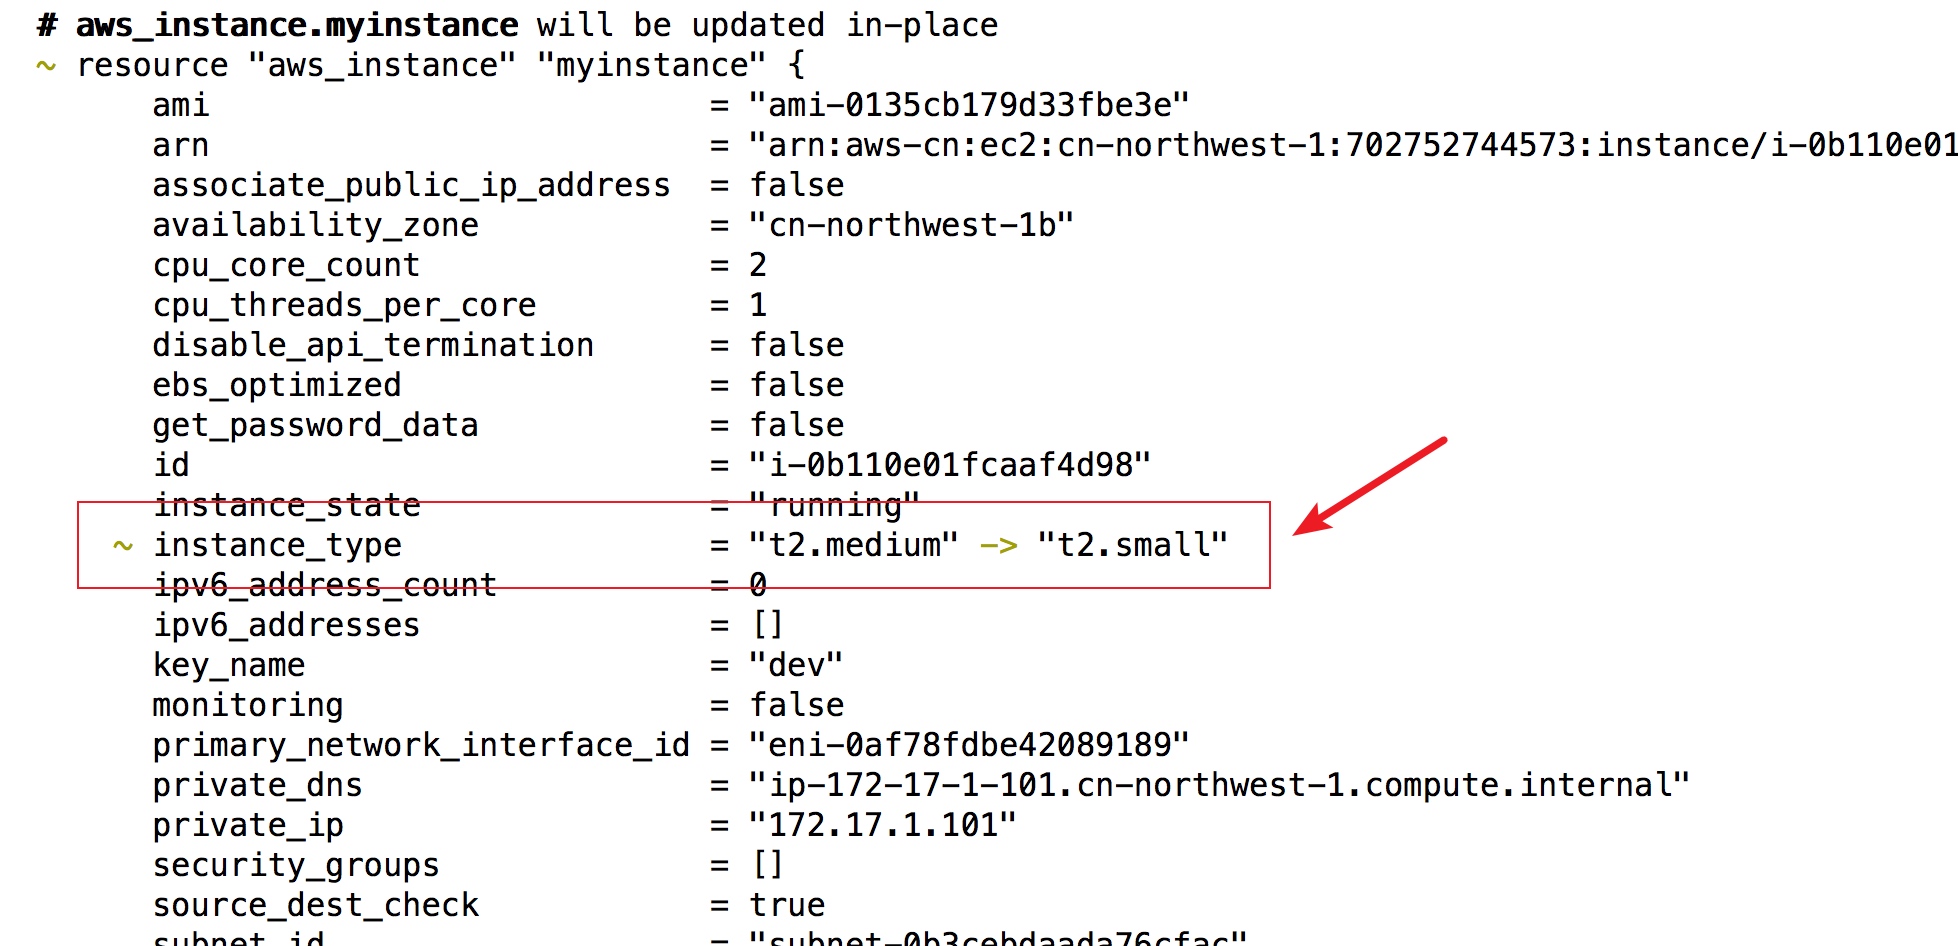 # aws_instance.myinstance will be updated in-place
~ resource "aws_instance" "myinstance" {
ami = "ami-0135cb179d33fbe3e"
arn = "arn:aws-cn:ec2:cn-northwest-1:702752744573:instance/i-0b110e01
associate_public_ip_address = false
availability_zone = "cn-northwest-1b"
cpu_core_count = 2
cpu_threads_per_core = 1
disable_api_termination = false
ebs_optimized = false
get_password_data = false
id = "i-0b110e01fcaaf4d98"
instance_state = "running"
~ instance_type = "t2.medium" -> "t2.small"
ipv6_address_count = 0
ipv6_addresses = []
key_name = "dev"
monitoring = false
primary_network_interface_id = "eni-0af78fdbe42089189"
private_dns = "ip-172-17-1-101.cn-northwest-1.compute.internal"
private_ip = "172.17.1.101"
security_groups = []
source_dest_check = true
subnet_id = "subnet-0b3cebdaada76cfac"